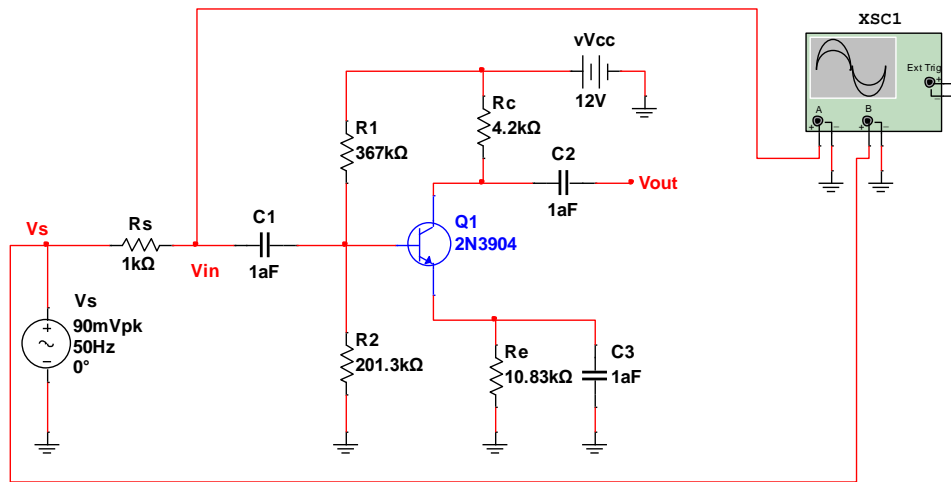 XSC1
vVcc
12V
Ext Trig
+
−
A
B
+
−
+
−
Rc
4.2kΩ
R1
367kΩ
C2
1aF
Vout
Q1
2N3904
C1
1aF
Vs
Rs
1kΩ
Vin
Vs
90mVpk
50Hz
0°
+
−
R2
201.3kΩ
Re
10.83kΩ
C3
1aF